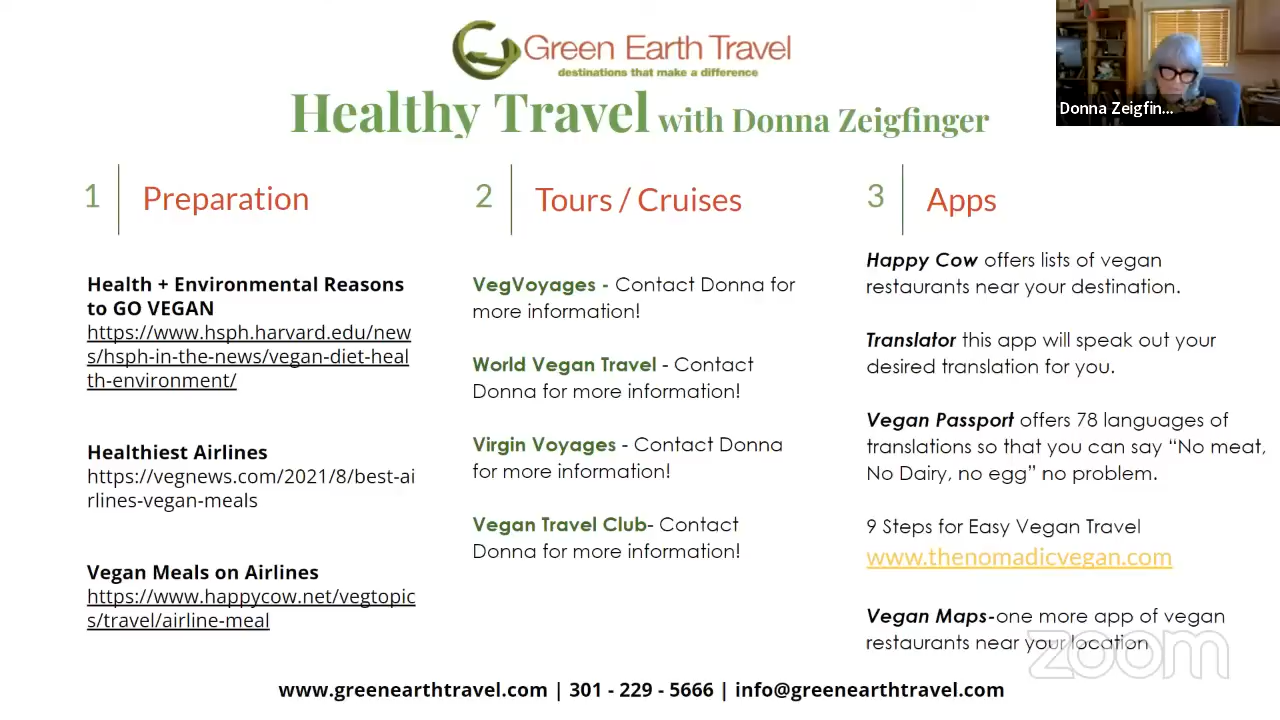 Green Earth Travel
destinations that make a difference
Healthy Travel with Donna Zeigfinger
Donna Zeigfin...
1 Preparation
Health + Environmental Reasons
to GO VEGAN
https://www.hsph.harvard.edu/new
s/hsph-in-the-news/vegan-diet-heal
th-environment/
Healthiest Airlines
https://vegnews.com/2021/8/best-ai
rlines-vegan-meals
Vegan Meals on Airlines
https://www.happycow.net/vegtopic
s/travel/airline-meal
2 Tours / Cruises
VegVoyages - Contact Donna for
more information!
World Vegan Travel - Contact
Donna for more information!
Virgin Voyages - Contact Donna
for more information!
Vegan Travel Club- Contact
Donna for more information!
3 Apps
Happy Cow offers lists of vegan
restaurants near your destination.
Translator this app will speak out your
desired translation for you.
Vegan Passport offers 78 languages of
translations so that you can say “No meat,
No Dairy, no egg” no problem.
9 Steps for Easy Vegan Travel
www.thenomadicvegan.com
Vegan Maps-one more app of vegan
restaurants near your location
zoom
www.greenearthtravel.com | 301 - 229 - 5666 | info@greenearthtravel.com